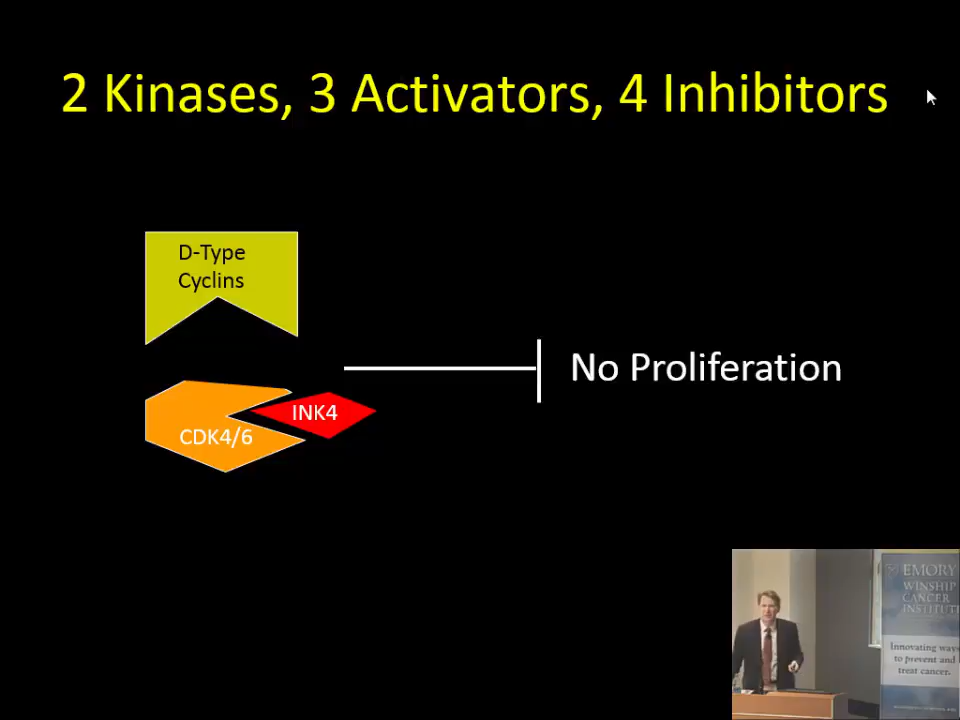 2 Kinases, 3 Activators, 4 Inhibitors
D-Type
Cyclins
No Proliferation
INK4
CDK4/6
EMORY
WINSHIP
CANCER
INSTITUTE
Innovating ways
to prevent and
treat cancer.